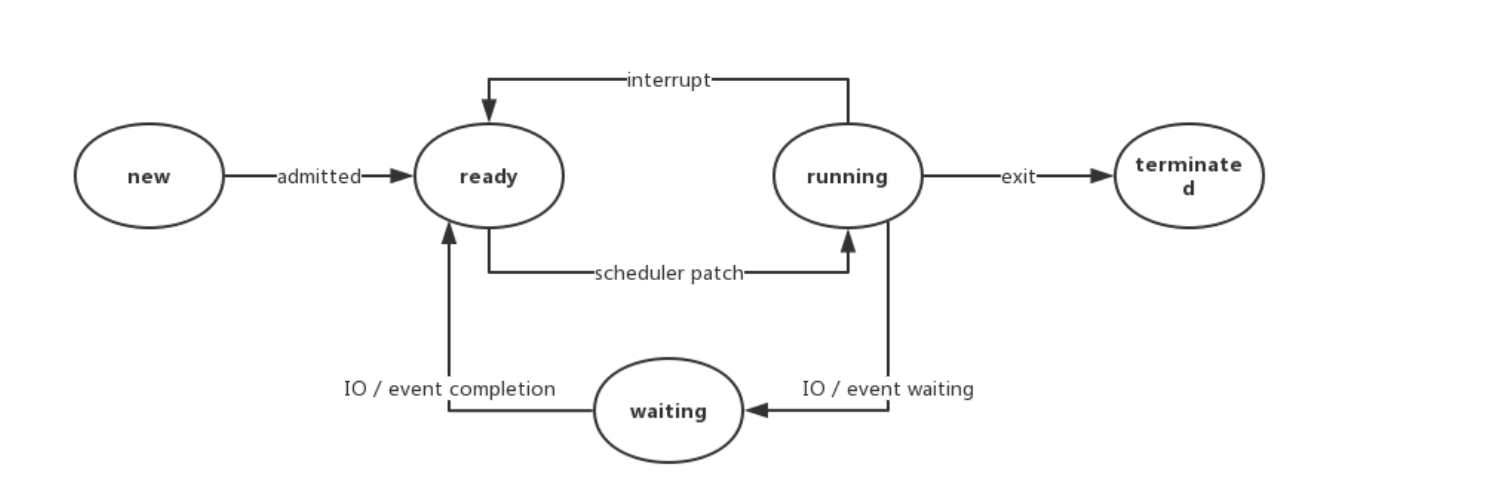 interrupt
new
admitted
ready
running
exit
terminate
d
scheduler patch
IO / event completion
waiting
IO / event waiting